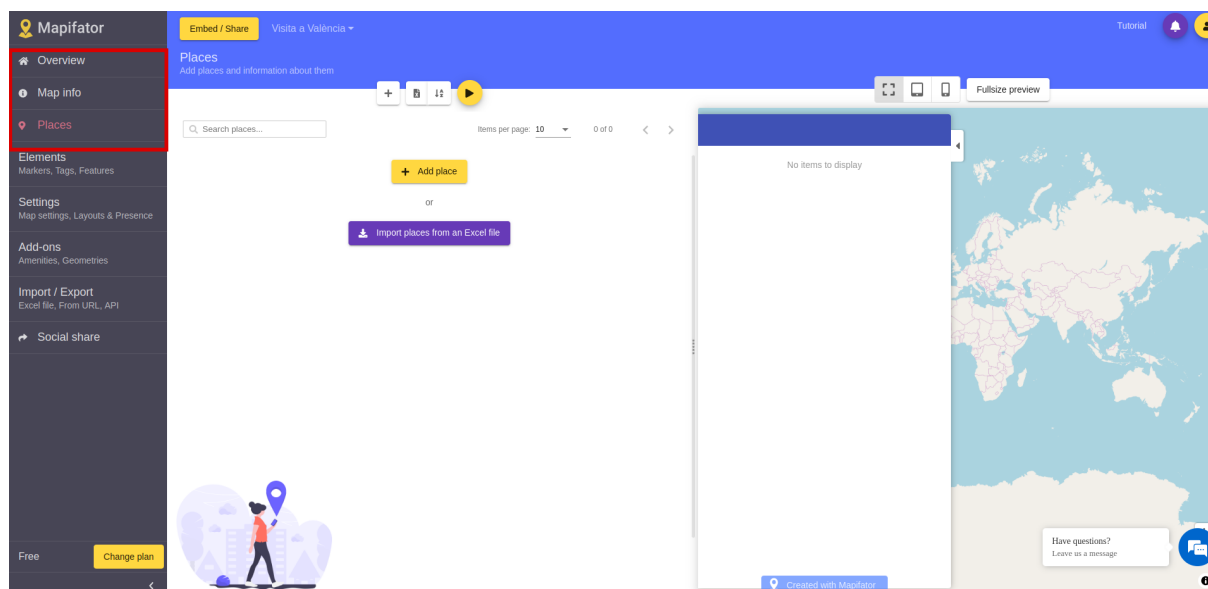 Mapifator
Embed / Share
Visita a València
Tutorial
Overview
Map info
Places
Elements
Markers, Tags, Features
Settings
Map settings, Layouts & Presence
Add-ons
Amenities, Geometries
Import / Export
Excel file, From URL, API
Social share
Free
Change plan
Places
Add places and information about them
Fullsize preview
Search places...
Items per page: 10
0 of 0
Add place
or
Import places from an Excel file
No items to display
Created with Mapifator
Have questions?
Leave us a message